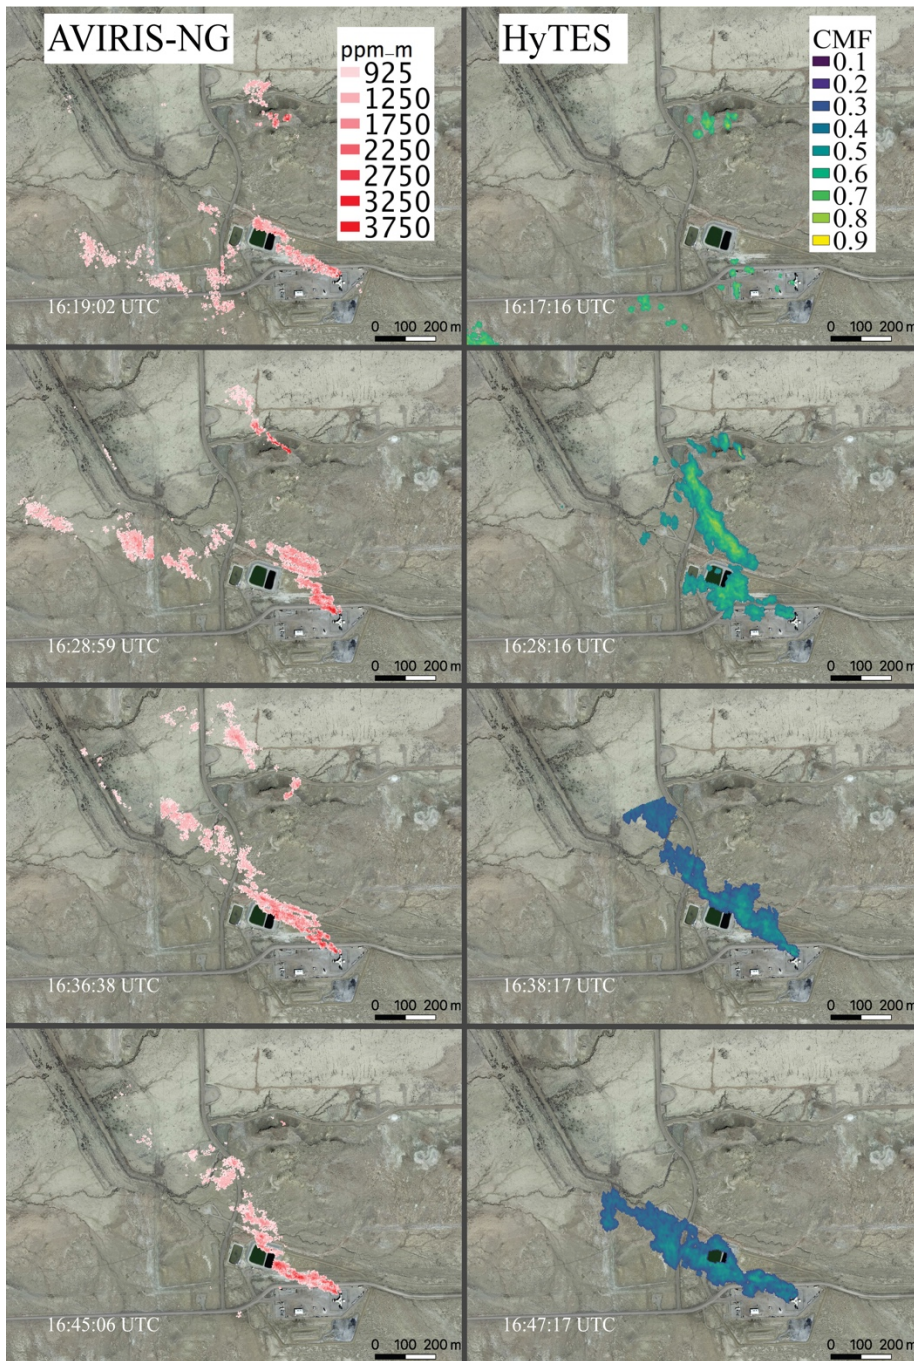 AVIRIS-NG
ppm_m
925
1250
1750
2250
2750
3250
3750
16:19:02 UTC
0 100 200 m
HyTES
CMF
0.1
0.2
0.3
0.4
0.5
0.6
0.7
0.8
0.9
16:17:16 UTC
0 100 200 m
16:28:59 UTC
0 100 200 m
16:28:16 UTC
0 100 200 m
16:36:38 UTC
0 100 200 m
16:38:17 UTC
0 100 200 m
16:45:06 UTC
0 100 200 m
16:47:17 UTC
0 100 200 m